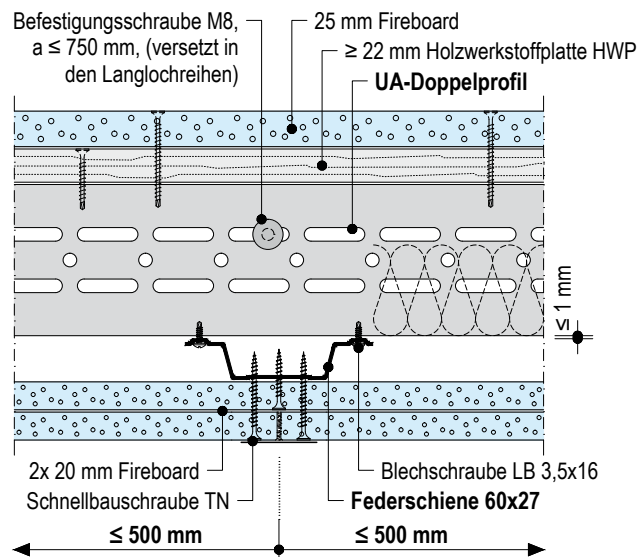 Befestigungsschraube M8,
a ≤ 750 mm, (versetzt in
den Langlochreihen)
25 mm Fireboard
≥ 22 mm Holzwerkstoffplatte HWP
UA-Doppelprofil
≤ 1 mm
2x 20 mm Fireboard
Schnellbauschraube TN
Blechschraube LB 3,5x16
Federschiene 60x27
≤ 500 mm
≤ 500 mm